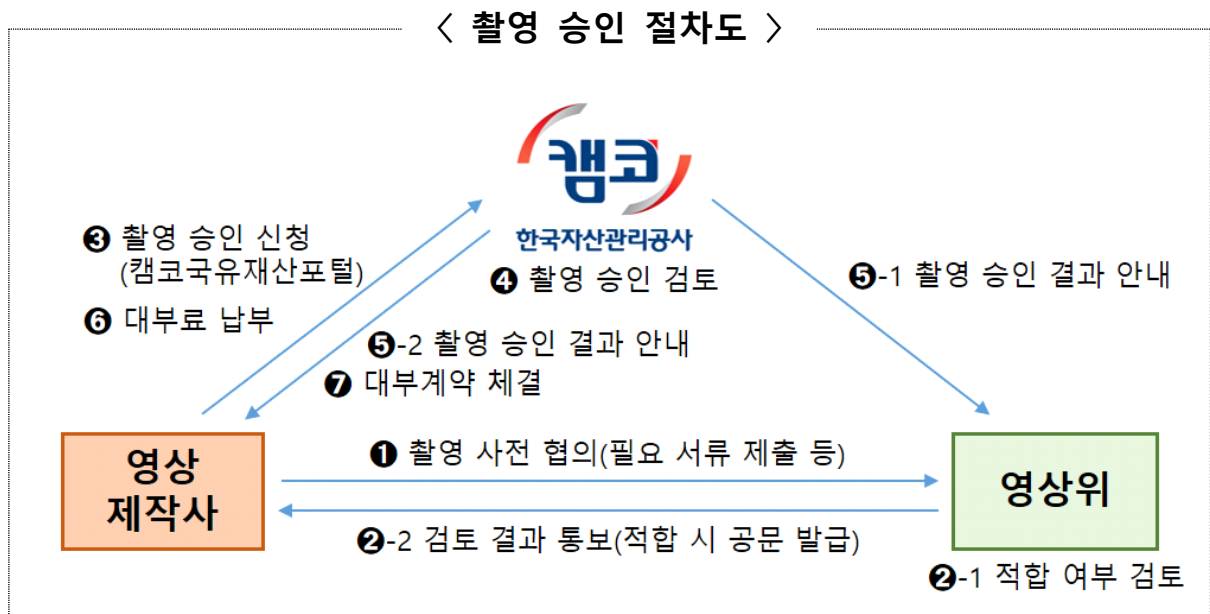 〈 촬영 승인 절차도 〉
캠코
한국자산관리공사
❸ 촬영 승인 신청
(캠코국유재산포털)
❻ 대부료 납부
❹ 촬영 승인 검토
❺-1 촬영 승인 결과 안내
❺-2 촬영 승인 결과 안내
❼ 대부계약 체결
영상
제작사
❶ 촬영 사전 협의(필요 서류 제출 등)
❷-2 검토 결과 통보(적합 시 공문 발급)
영상위
❷-1 적합 여부 검토